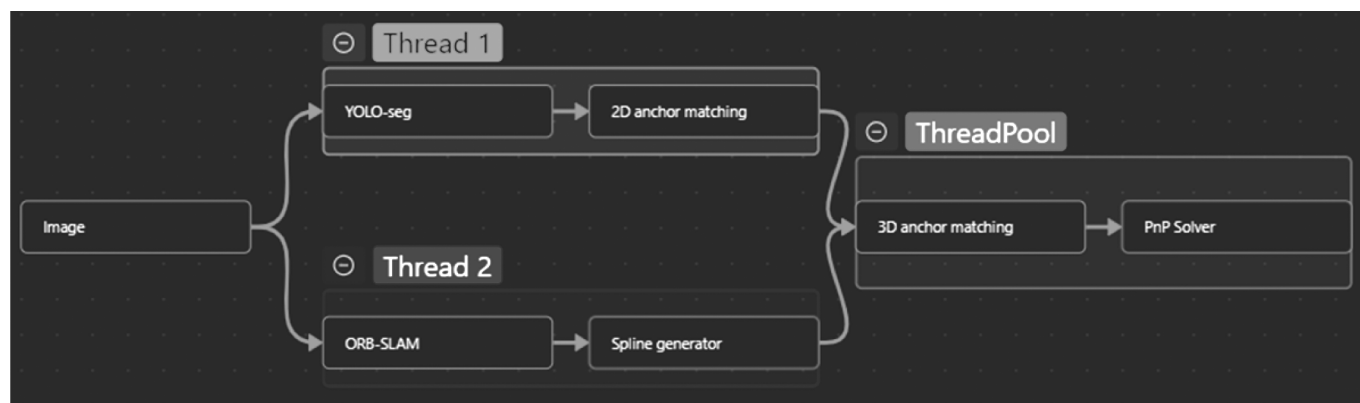 Thread 1
YOLO-seg
2D anchor matching
ThreadPool
Image
3D anchor matching
PnP Solver
Thread 2
ORB-SLAM
Spline generator